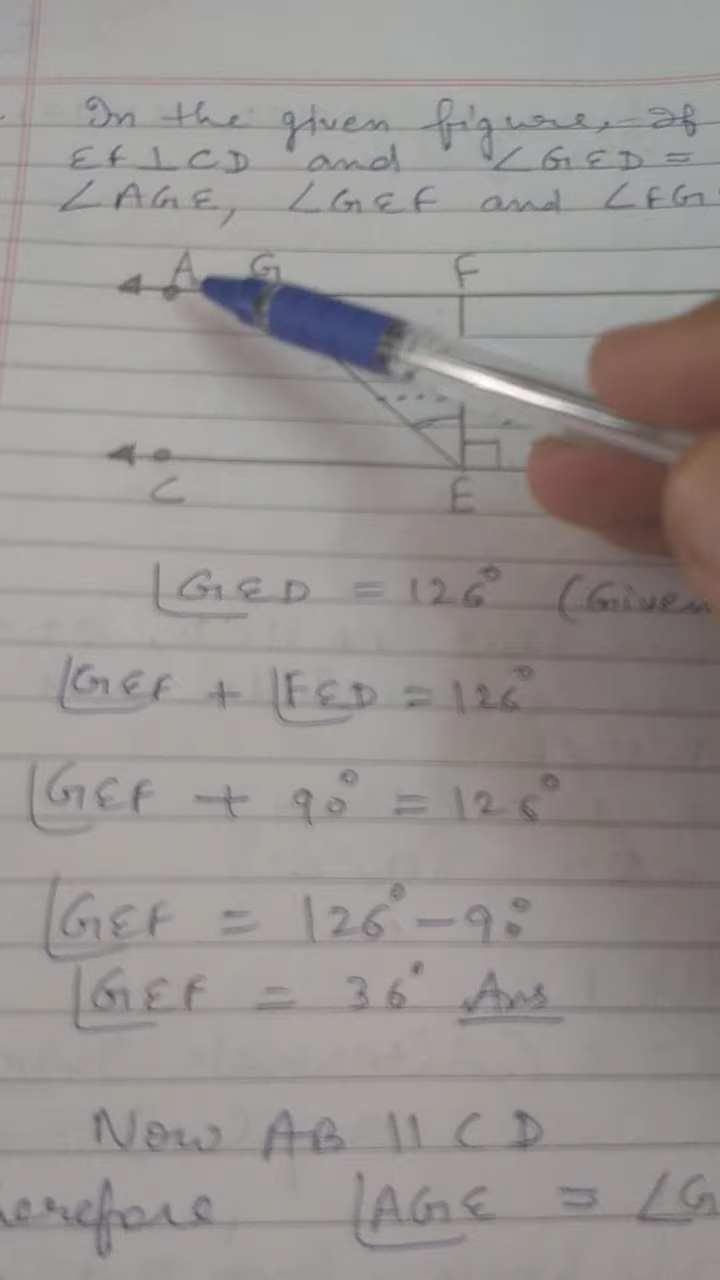 In the given figure, If
EF ⊥ CD and ∠GED =
∠AGE, ∠GEF and ∠FG
A G F
C E
∠GED = 126° (Given
∠GEF + ∠FED = 126°
∠GEF + 90° = 126°
∠GEF = 126° - 90°
∠GEF = 36° Ans
Now AB || CD
herefore ∠AGE = ∠G